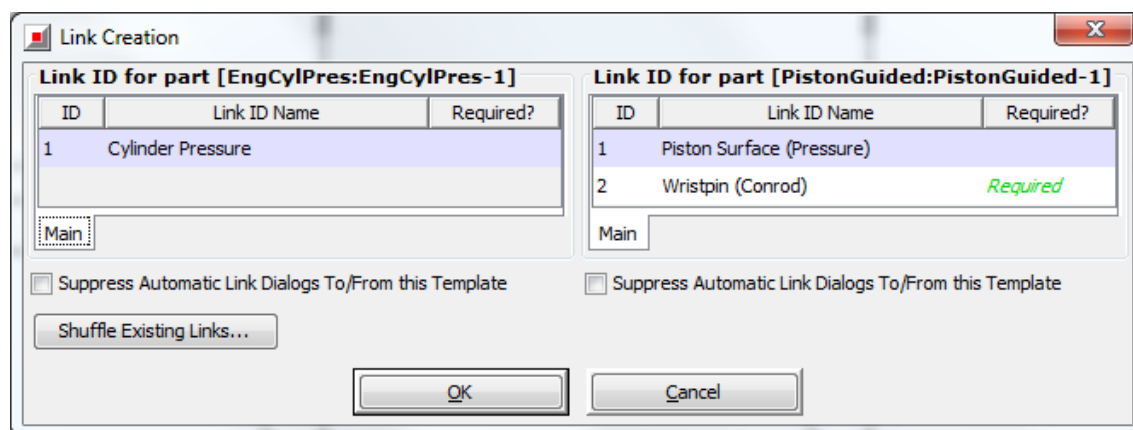 Link Creation
x
Link ID for part [EngCylPres:EngCylPres-1]
ID Link ID Name Required?
1 Cylinder Pressure
Main
Suppress Automatic Link Dialogs To/From this Template
Shuffle Existing Links...
Link ID for part [PistonGuided:PistonGuided-1]
ID Link ID Name Required?
1 Piston Surface (Pressure)
2 Wristpin (Conrod) Required
Main
Suppress Automatic Link Dialogs To/From this Template
OK Cancel